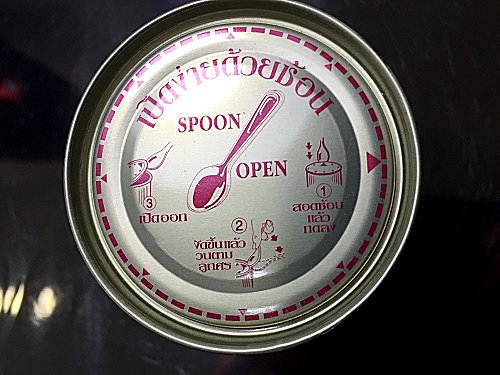 เปิดง่ายด้วยช้อน
SPOON
OPEN
1
สอดช้อน
แล้ว
กดลง
2
งัดขึ้นแล้ว
วนตาม
ลูกศร
3
เปิดออก